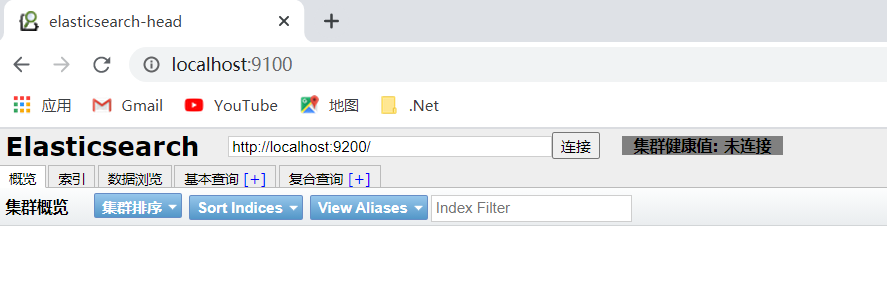 elasticsearch-head
localhost:9100
应用 Gmail YouTube 地图 .Net
Elasticsearch http://localhost:9200/ 连接 集群健康值: 未连接
概览 索引 数据浏览 基本查询 [+] 复合查询 [+]
集群概览 集群排序 Sort Indices View Aliases Index Filter